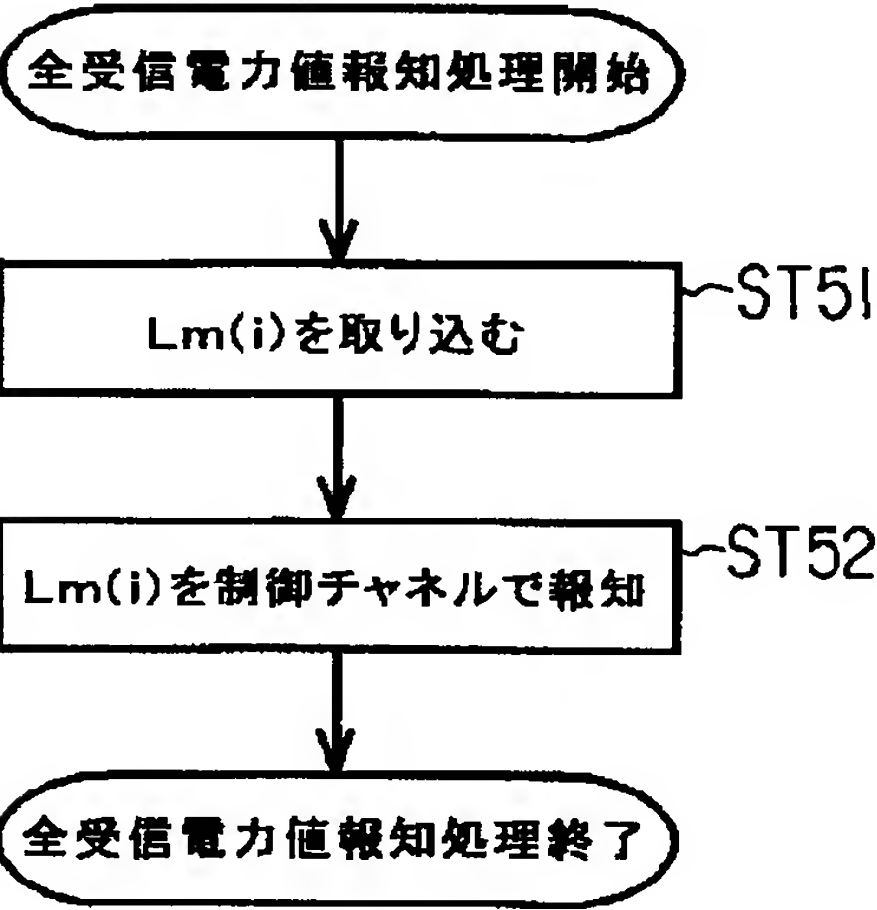 全受信電力値報知処理開始
Lm(i)を取り込む
ST51
Lm(i)を制御チャネルで報知
ST52
全受信電力値報知処理終了